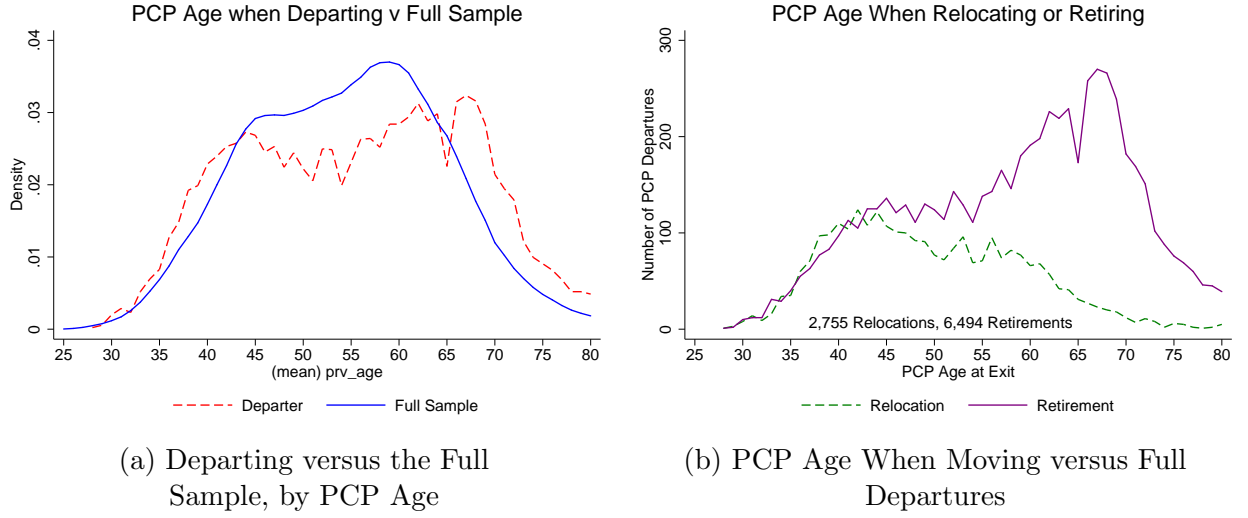 PCP Age when Departing v Full Sample
Density
.04
.03
.02
.01
0
25 30 35 40 45 50 55 60 65 70 75 80
(mean) prv_age
Departer Full Sample
(a) Departing versus the Full
Sample, by PCP Age
PCP Age When Relocating or Retiring
Number of PCP Departures
300
200
100
0
2,755 Relocations, 6,494 Retirements
25 30 35 40 45 50 55 60 65 70 75 80
PCP Age at Exit
Relocation Retirement
(b) PCP Age When Moving versus Full
Departures